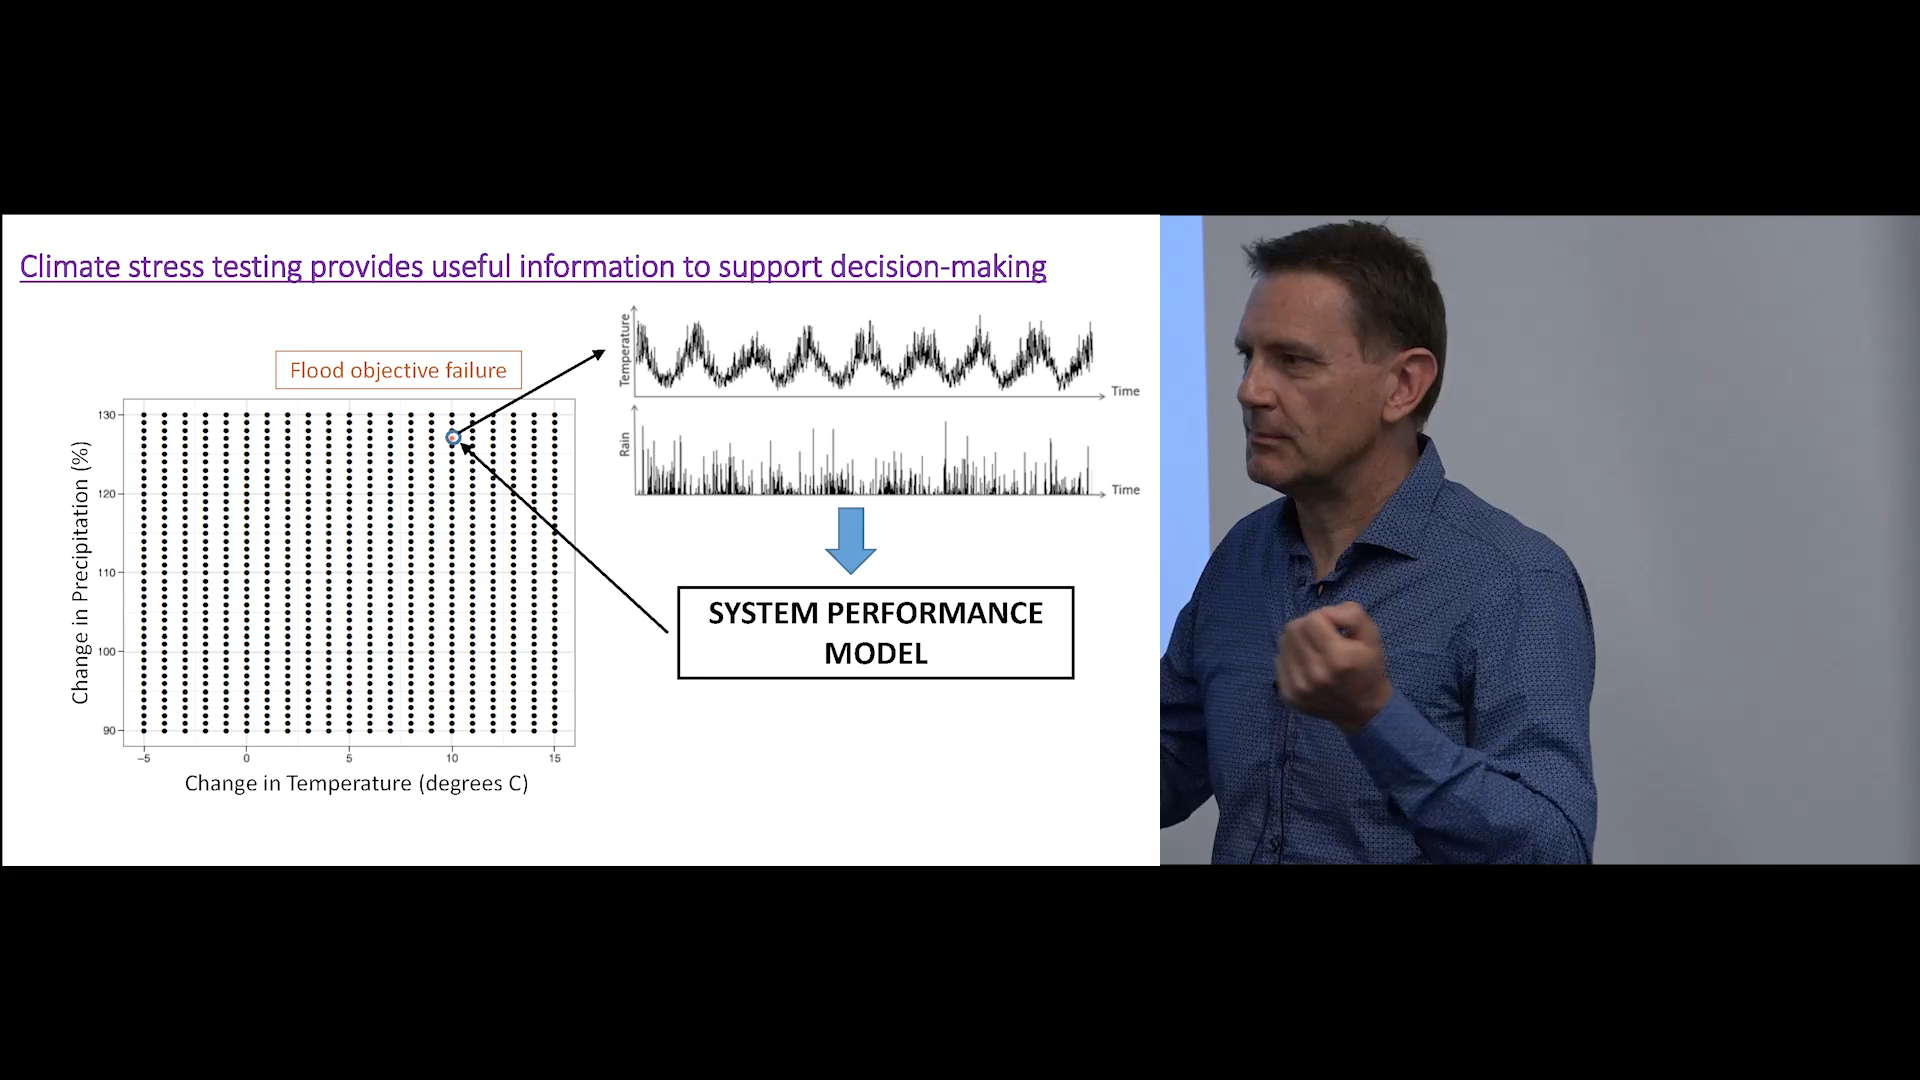 Climate stress testing provides useful information to support decision-making
Flood objective failure
Temperature
Time
Rain
Time
SYSTEM PERFORMANCE
MODEL
Change in Precipitation (%)
130
120
110
100
90
-5
0
5
10
15
Change in Temperature (degrees C)